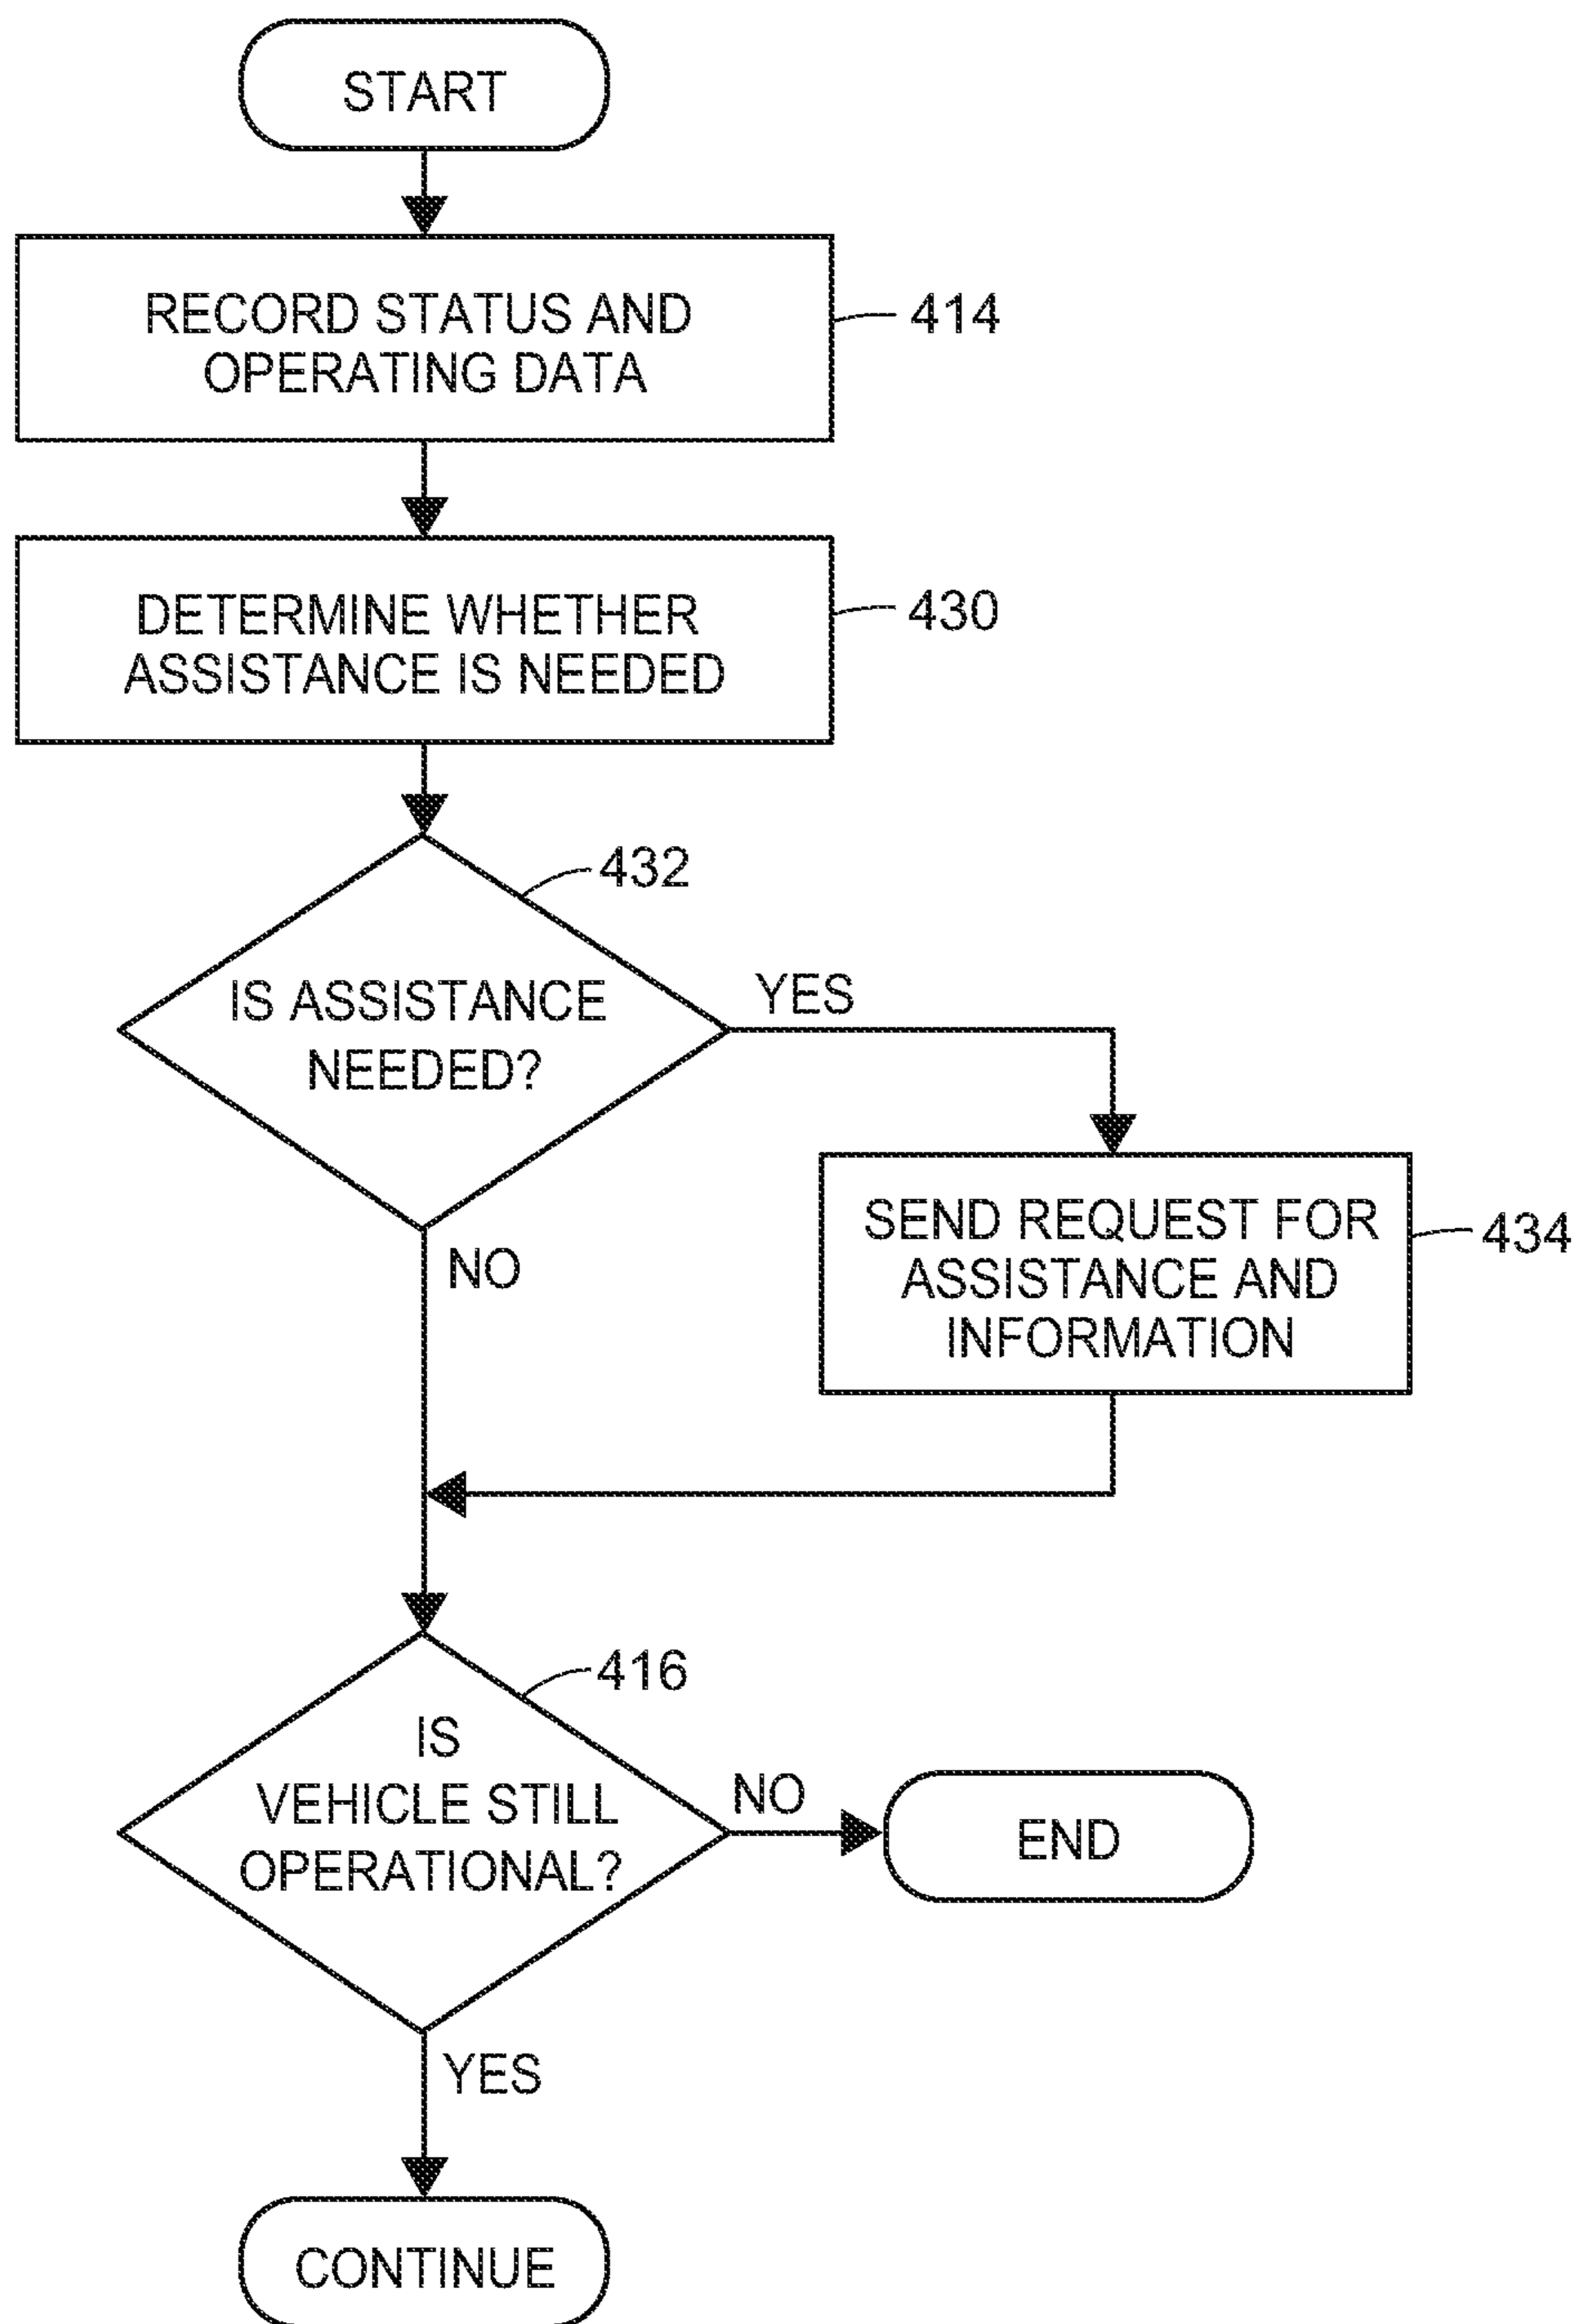 START
RECORD STATUS AND
OPERATING DATA
414
DETERMINE WHETHER
ASSISTANCE IS NEEDED
430
432
IS ASSISTANCE
NEEDED?
YES
NO
SEND REQUEST FOR
ASSISTANCE AND
INFORMATION
434
416
IS
VEHICLE STILL
OPERATIONAL?
NO
END
YES
CONTINUE